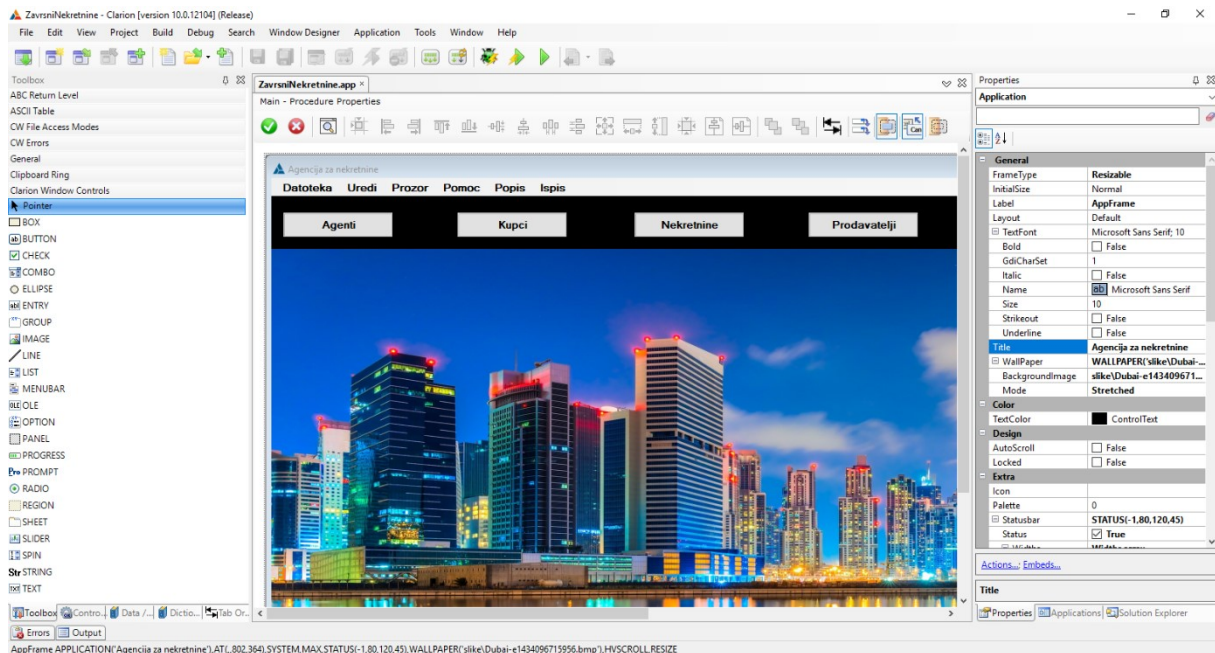 ZavrsniNekretnine - Clarion [version 10.0.12104] (Release)
File Edit View Project Build Debug Search Window Designer Application Tools Window Help
Toolbox
ABC Return Level
ASCII Table
CW File Access Modes
CW Errors
General
Clipboard Ring
Clarion Window Controls
Pointer
BOX
BUTTON
CHECK
COMBO
ELLIPSE
ENTRY
GROUP
IMAGE
LINE
LIST
MENUBAR
OLE
OPTION
PANEL
PROGRESS
PROMPT
RADIO
REGION
SHEET
SLIDER
SPIN
Str STRING
TEXT
Toolbox Contro... Data /... Dictio... Tab Or...
ZavrsniNekretnine.app
Main - Procedure Properties
Agencija za nekretnine
Datoteka Uredi Prozor Pomoc Popis Ispis
Agenti Kupci Nekretnine Prodavatelji
Properties
Application
General
FrameType Resizable
InitialSize Normal
Label AppFrame
Layout Default
TextFont Microsoft Sans Serif; 10
Bold False
GdiCharSet 1
Italic False
Name Microsoft Sans Serif
Size 10
Strikeout False
Underline False
Title Agencija za nekretnine
WallPaper WALLPAPER('slike\Dubai-...
BackgroundImage slike\Dubai-e143409671...
Mode Stretched
Color
TextColor ControlText
Design
AutoScroll False
Locked False
Extra
Icon
Palette 0
Statusbar STATUS(-1,80,120,45)
Status True
Actions...; Embeds...
Title
Properties Applications Solution Explorer
Errors Output
AppFrame APPLICATION('Agencija za nekretnine'),AT(,,802,364),SYSTEM,MAX,STATUS(-1,80,120,45),WALLPAPER('slike\Dubai-e1434096715956.bmp'),HVSCROLL,RESIZE